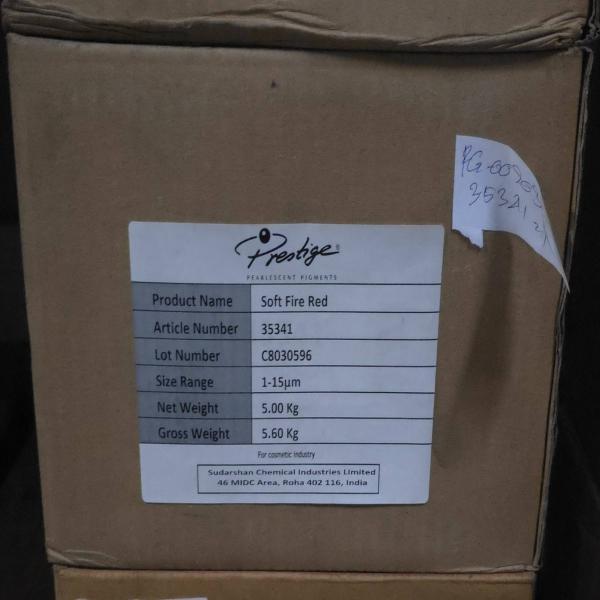 Prestige®
PEARLESCENT PIGMENTS
Product Name Soft Fire Red
Article Number 35341
Lot Number C8030596
Size Range 1-15µm
Net Weight 5.00 Kg
Gross Weight 5.60 Kg
For cosmetic industry
Sudarshan Chemical Industries Limited
46 MIDC Area, Roha 402 116, India